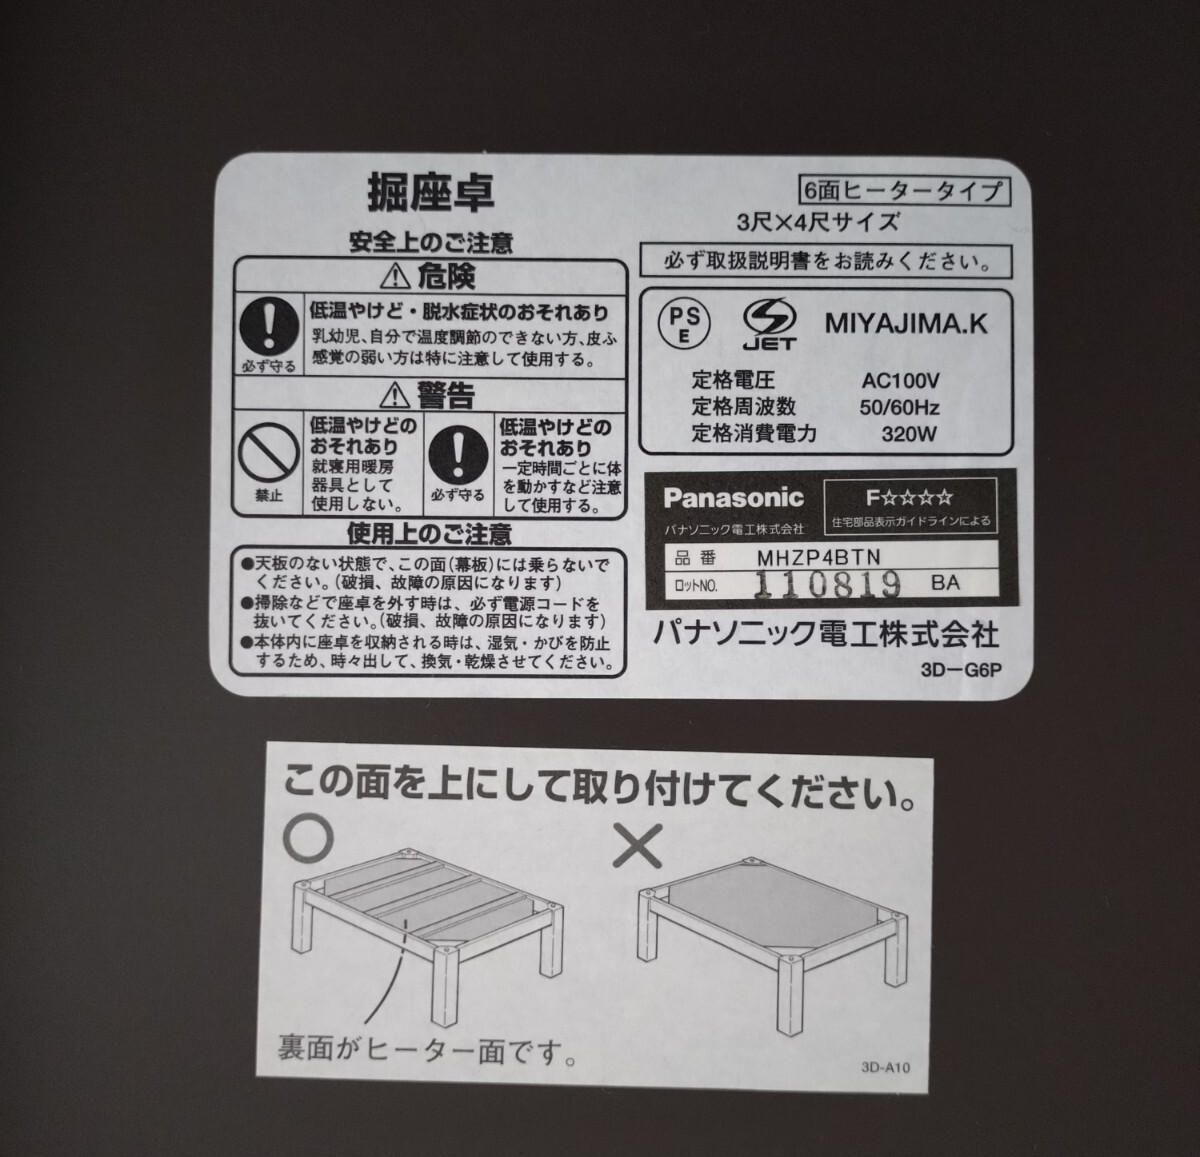 掘座卓
6面ヒータータイプ
3尺×4尺サイズ
安全上のご注意
⚠危険
必ず守る
低温やけど・脱水症状のおそれあり
乳幼児、自分で温度調節のできない方、皮ふ
感覚の弱い方は特に注意して使用する。
⚠警告
禁止
低温やけどの
おそれあり
就寝用暖房
器具として
使用しない。
必ず守る
低温やけどの
おそれあり
一定時間ごとに体
を動かすなど注意
して使用する。
使用上のご注意
●天板のない状態で、この面(幕板)には乗らないで
ください。(破損、故障の原因になります)
●掃除などで座卓を外す時は、必ず電源コードを
抜いてください。(破損、故障の原因になります)
●本体内に座卓を収納される時は、湿気・かびを防止
するため、時々出して、換気・乾燥させてください。
必ず取扱説明書をお読みください。
PS
E
JET
MIYAJIMA.K
定格電圧 AC100V
定格周波数 50/60Hz
定格消費電力 320W
Panasonic
パナソニック電工株式会社
F☆☆☆☆
住宅部品表示ガイドラインによる
品番 MHZP4BTN
ロットNO. 110819 BA
パナソニック電工株式会社
3D−G6P
この面を上にして取り付けてください。
裏面がヒーター面です。
3D-A10